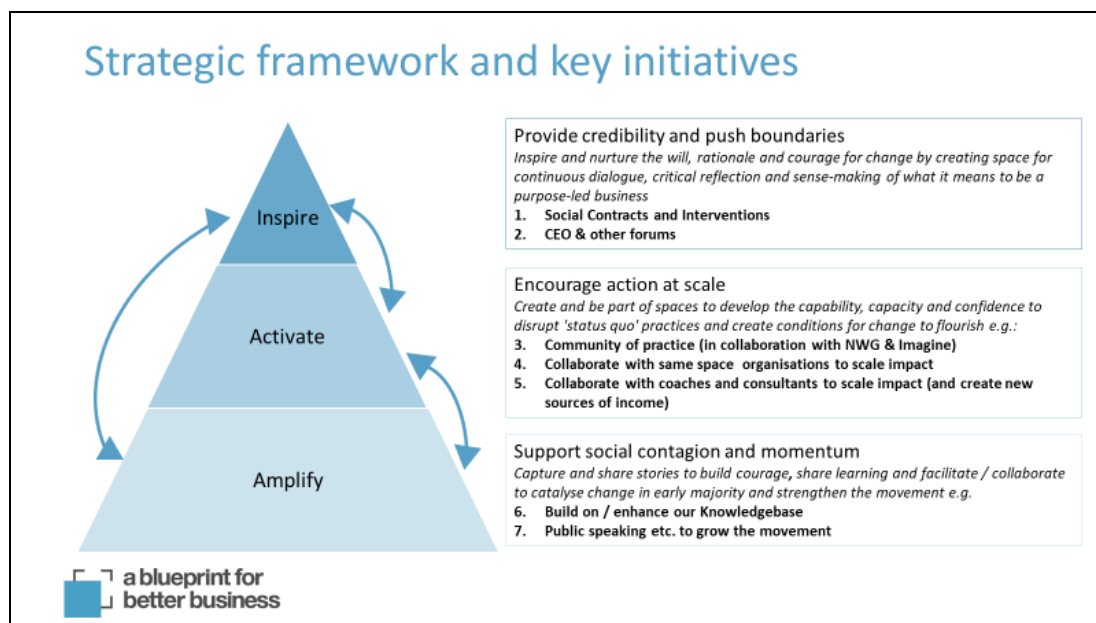 Strategic framework and key initiatives
Inspire
Activate
Amplify
Provide credibility and push boundaries
Inspire and nurture the will, rationale and courage for change by creating space for
continuous dialogue, critical reflection and sense-making of what it means to be a
purpose-led business
1. Social Contracts and Interventions
2. CEO & other forums
Encourage action at scale
Create and be part of spaces to develop the capability, capacity and confidence to
disrupt 'status quo' practices and create conditions for change to flourish e.g.:
3. Community of practice (in collaboration with NWG & Imagine)
4. Collaborate with same space organisations to scale impact
5. Collaborate with coaches and consultants to scale impact (and create new
sources of income)
Support social contagion and momentum
Capture and share stories to build courage, share learning and facilitate / collaborate
to catalyse change in early majority and strengthen the movement e.g.
6. Build on / enhance our Knowledgebase
7. Public speaking etc. to grow the movement
a blueprint for
better business